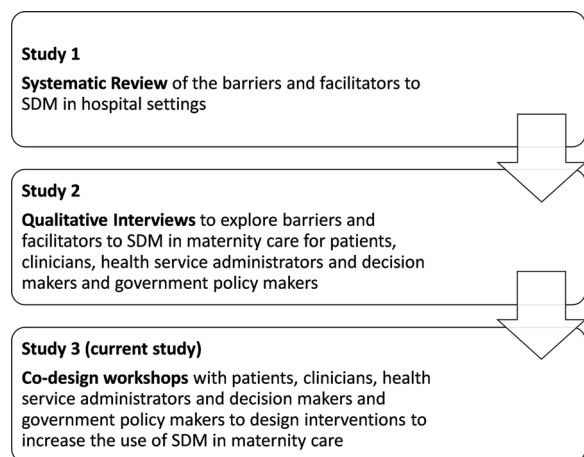 Study 1
Systematic Review of the barriers and facilitators to
SDM in hospital settings
Study 2
Qualitative Interviews to explore barriers and
facilitators to SDM in maternity care for patients,
clinicians, health service administrators and decision
makers and government policy makers
Study 3 (current study)
Co-design workshops with patients, clinicians, health
service administrators and decision makers and
government policy makers to design interventions to
increase the use of SDM in maternity care